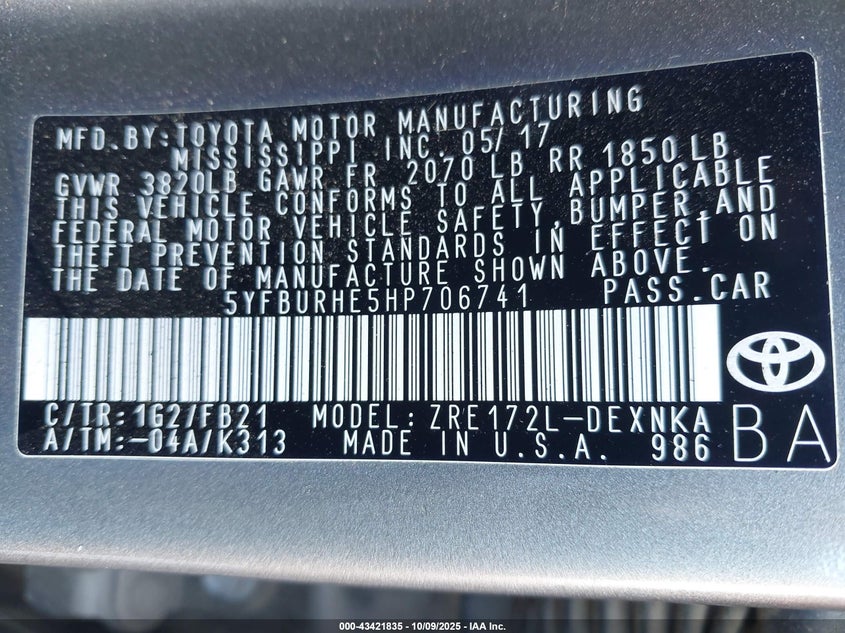 MFD.BY:TOYOTA MOTOR MANUFACTURING
MISSISSIPPI INC. 05/17
GVWR 3820LB GAWR FR 2070 LB RR 1850LB
THIS VEHICLE CONFORMS TO ALL APPLICABLE
FEDERAL MOTOR VEHICLE SAFETY,BUMPER,AND
THEFT PREVENTION STANDARDS IN EFFECT ON
THE DATE OF MANUFACTURE SHOWN ABOVE.
5YFBURHE5HP706741 PASS.CAR
C/TR:1G2/FB21 MODEL:ZRE172L-DEXNKA
A/TM:-04A/K313 MADE IN U.S.A. 986
BA
000-43421835 - 10/09/2025 - IAA Inc.